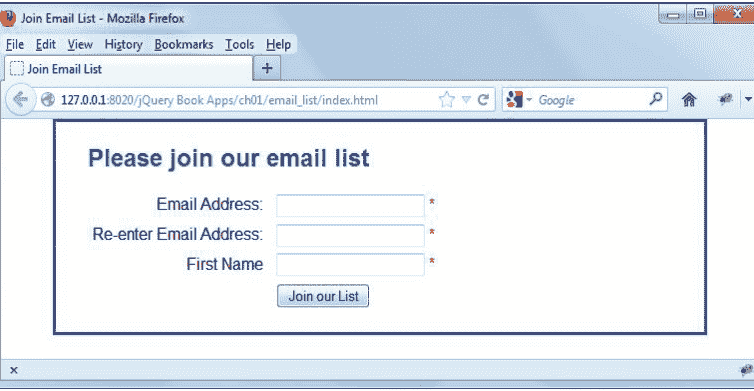 Join Email List - Mozilla Firefox
File Edit View History Bookmarks Tools Help
Join Email List +
127.0.0.1:8020/jQuery Book Apps/ch01/email_list/index.html Google
Please join our email list
Email Address: *
Re-enter Email Address: *
First Name *
Join our List
x